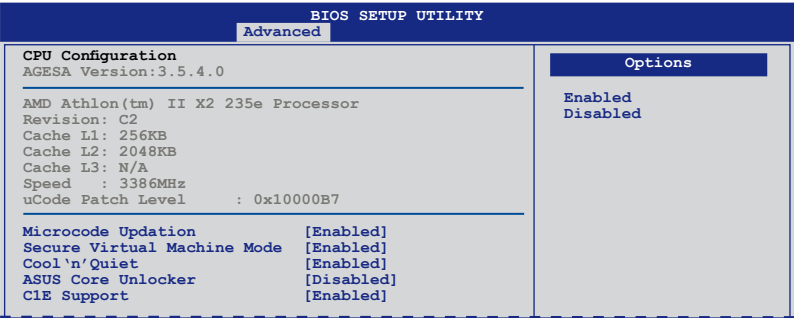 BIOS SETUP UTILITY
Advanced
CPU Configuration
AGESA Version:3.5.4.0
AMD Athlon(tm) II X2 235e Processor
Revision: C2
Cache L1: 256KB
Cache L2: 2048KB
Cache L3: N/A
Speed : 3386MHz
uCode Patch Level : 0x10000B7
Microcode Updation [Enabled]
Secure Virtual Machine Mode [Enabled]
Cool‘n’Quiet [Enabled]
ASUS Core Unlocker [Disabled]
C1E Support [Enabled]
Options
Enabled
Disabled